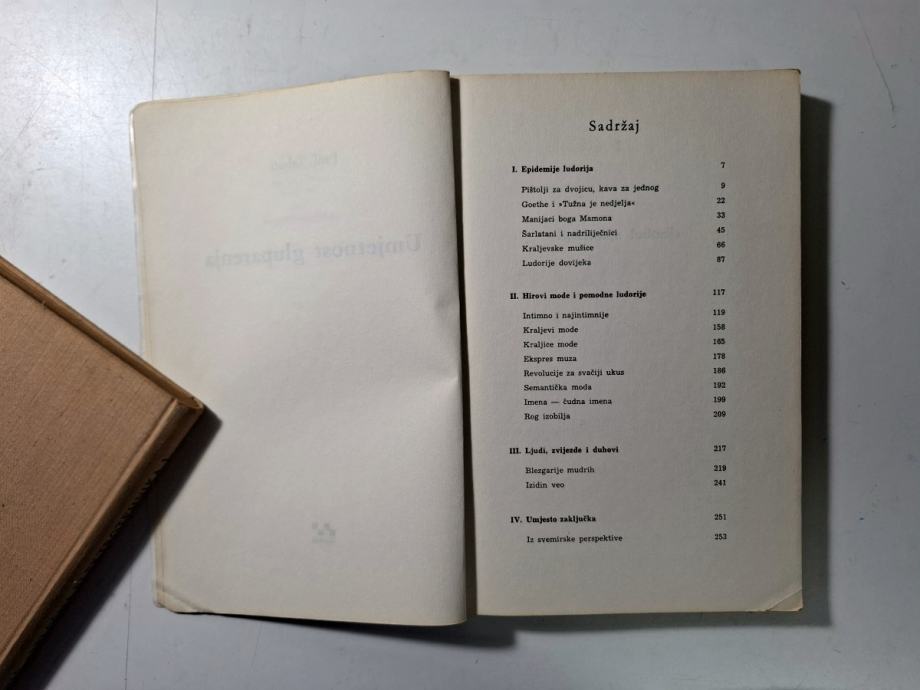 Umjetnost gluparenja
Sadržaj
I. Epidemije ludorija 7
Pištolji za dvojicu, kava za jednog 9
Goethe i »Tužna je nedjelja« 22
Manijaci boga Mamona 33
Šarlatani i nadriliječnici 45
Kraljevske mušice 66
Ludorije dovijeka 87
II. Hirovi mode i pomodne ludorije 117
Intimno i najintimnije 119
Kraljevi mode 158
Kraljice mode 165
Ekspres muza 178
Revolucije za svačiji ukus 186
Semantička moda 192
Imena — čudna imena 199
Rog izobilja 209
III. Ljudi, zvijezde i duhovi 217
Blezgarije mudrih 219
Izidin veo 241
IV. Umjesto zaključka 251
Iz svemirske perspektive 253